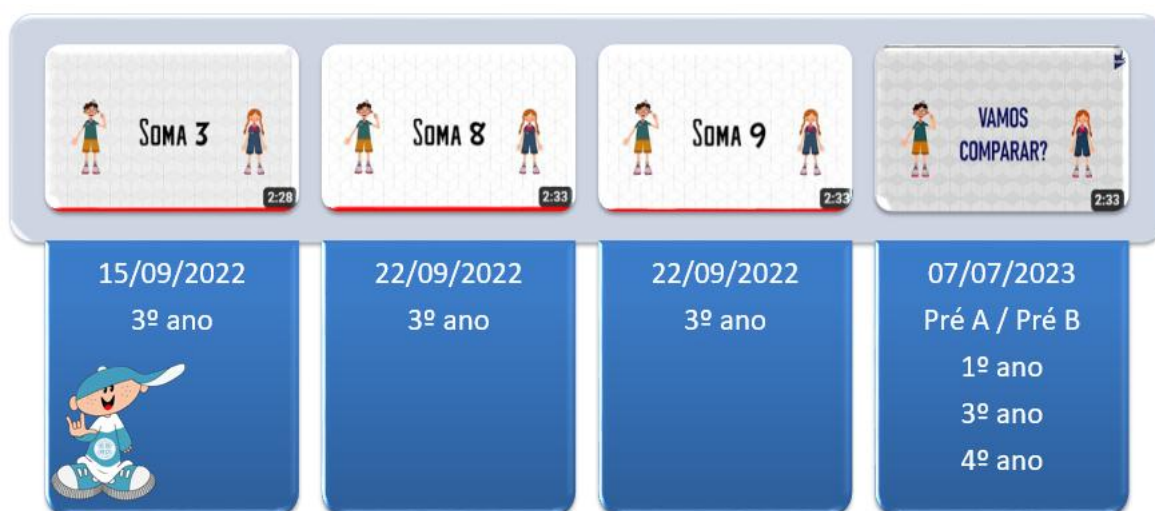 SOMA 3
2:28
SOMA 8
2:33
SOMA 9
2:33
VAMOS
COMPARAR?
2:33
15/09/2022
3º ano
22/09/2022
3º ano
22/09/2022
3º ano
07/07/2023
Pré A / Pré B
1º ano
3º ano
4º ano